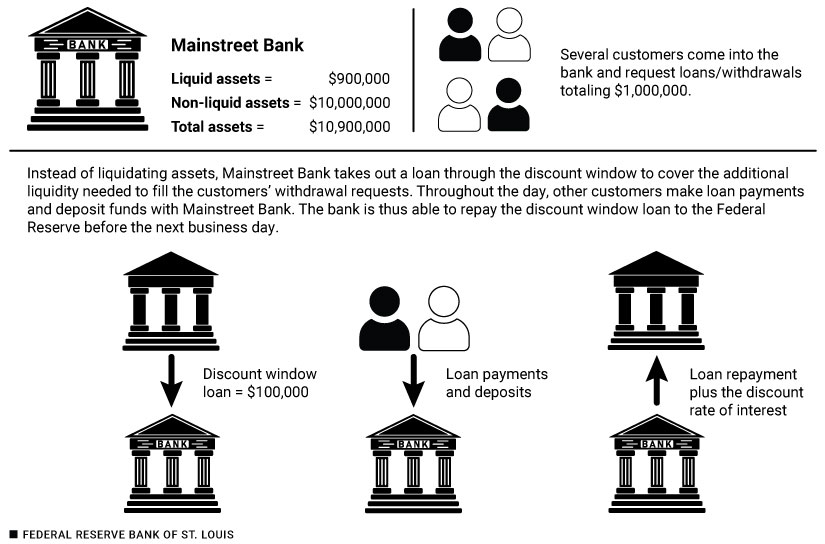 BANK
Mainstreet Bank
Liquid assets = $900,000
Non-liquid assets = $10,000,000
Total assets = $10,900,000
Several customers come into the
bank and request loans/withdrawals
totaling $1,000,000.
Instead of liquidating assets, Mainstreet Bank takes out a loan through the discount window to cover the additional
liquidity needed to fill the customers’ withdrawal requests. Throughout the day, other customers make loan payments
and deposit funds with Mainstreet Bank. The bank is thus able to repay the discount window loan to the Federal
Reserve before the next business day.
Discount window
loan = $100,000
BANK
Loan payments
and deposits
BANK
Loan repayment
plus the discount
rate of interest
BANK
FEDERAL RESERVE BANK OF ST. LOUIS